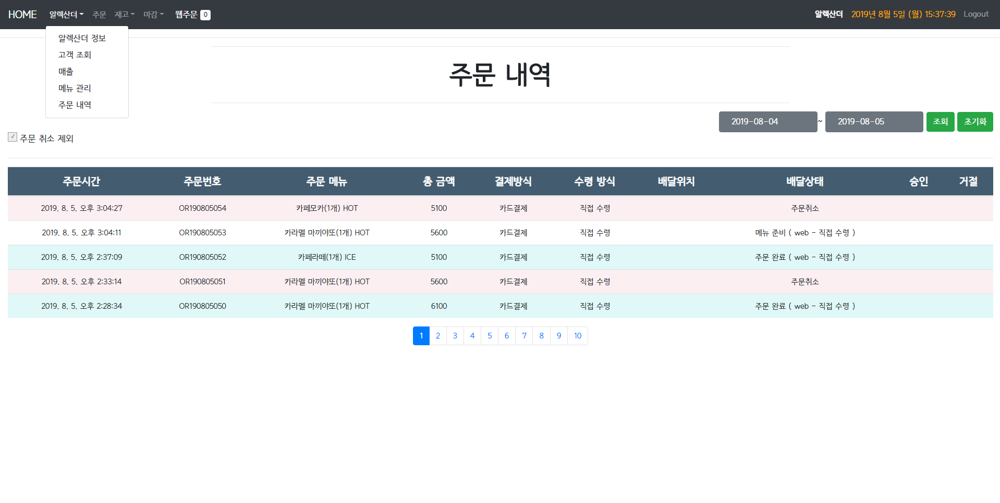 HOME 알렉산더 주문 재고 마감 웹주문 0 알렉산더 2019년 8월 5일 (월) 15:37:39 Logout
알렉산더 정보
고객 조회
매출
메뉴 관리
주문 내역
주문 내역
2019-08-04 ~ 2019-08-05 조회 초기화
주문 취소 제외
주문시간 주문번호 주문 메뉴 총 금액 결제방식 수령 방식 배달위치 배달상태 승인 거절
2019. 8. 5. 오후 3:04:27 OR190805054 카페모카(1개) HOT 5100 카드결제 직접 수령 주문취소
2019. 8. 5. 오후 3:04:11 OR190805053 카라멜 마끼야또(1개) HOT 5600 카드결제 직접 수령 메뉴 준비 ( web - 직접 수령 )
2019. 8. 5. 오후 2:37:09 OR190805052 카페라떼(1개) ICE 5100 카드결제 직접 수령 주문 완료 ( web - 직접 수령 )
2019. 8. 5. 오후 2:33:14 OR190805051 카라멜 마끼야또(1개) HOT 5600 카드결제 직접 수령 주문취소
2019. 8. 5. 오후 2:28:34 OR190805050 카라멜 마끼야또(1개) HOT 6100 카드결제 직접 수령 주문 완료 ( web - 직접 수령 )
1 2 3 4 5 6 7 8 9 10